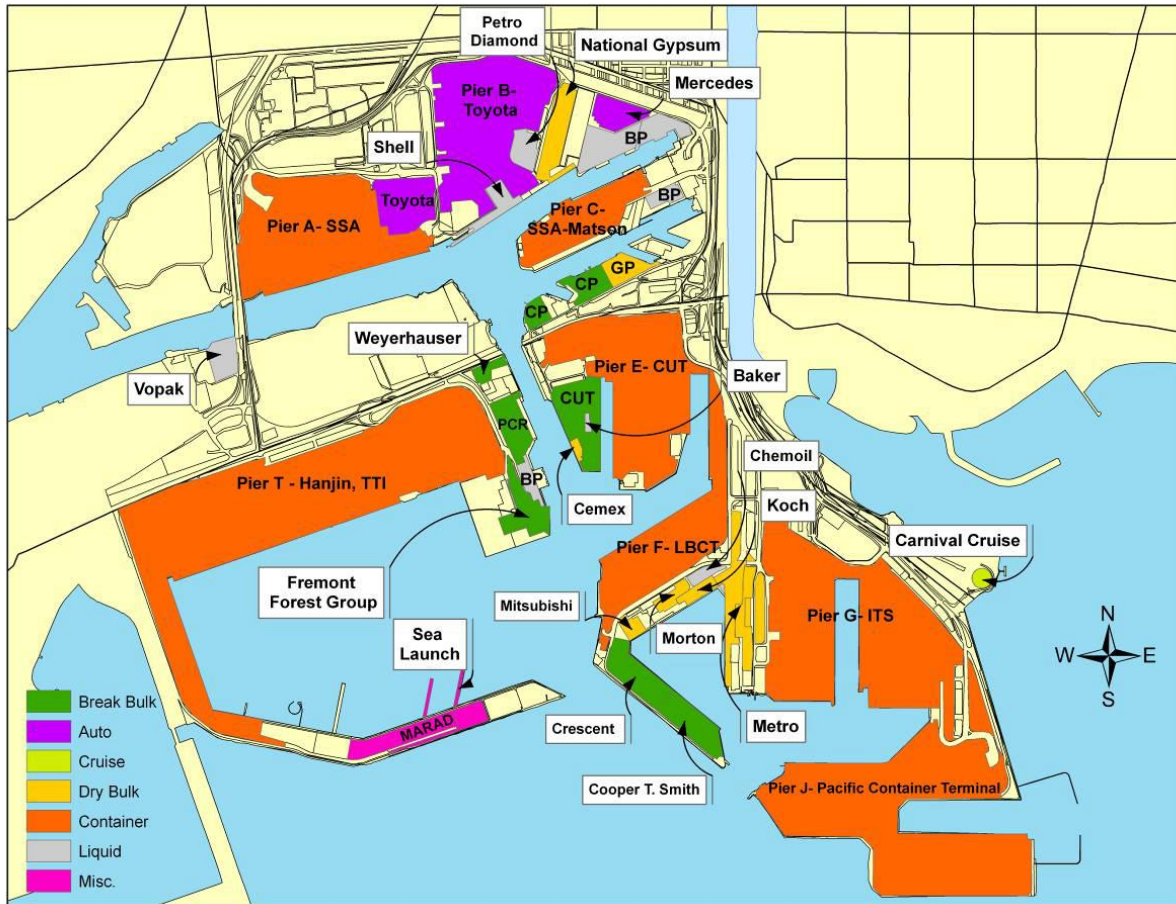 Petro
Diamond
National Gypsum
Mercedes
Pier B-
Toyota
Shell
BP
Toyota
Pier A- SSA
BP
Pier C-
SSA-Matson
GP
CP
CP
Weyerhauser
Vopak
Pier E- CUT
Baker
CUT
PCR
Chemoil
BP
Pier T - Hanjin, TTI
Cemex
Koch
Carnival Cruise
Pier F- LBCT
Fremont
Forest Group
Mitsubishi
Morton
Pier G- ITS
Sea
Launch
N
W
E
S
MARAD
Crescent
Metro
Cooper T. Smith
Pier J- Pacific Container Terminal
Break Bulk
Auto
Cruise
Dry Bulk
Container
Liquid
Misc.